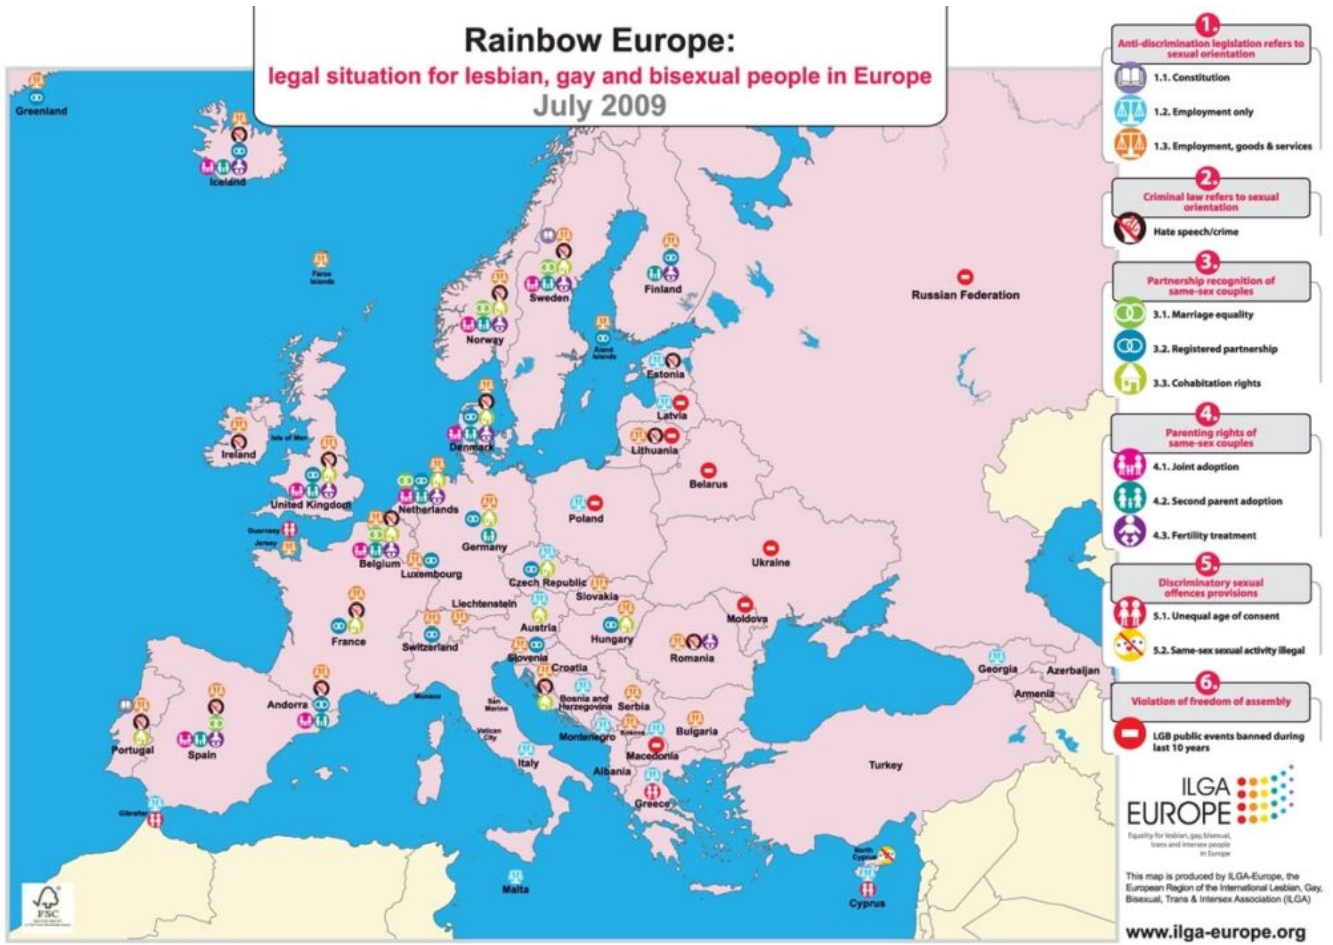 Rainbow Europe:
legal situation for lesbian, gay and bisexual people in Europe
July 2009
Greenland
Iceland
Faroe
Islands
Sweden
Finland
Norway
Åland
Islands
Russian Federation
Estonia
Latvia
Lithuania
Denmark
Ireland
Isle of Man
United Kingdom
Netherlands
Belarus
Poland
Germany
Guernsey
Jersey
Belgium
Luxembourg
Ukraine
Czech Republic
Slovakia
Liechtenstein
Austria
Moldova
France
Switzerland
Hungary
Romania
Slovenia
Croatia
Georgia
Azerbaijan
Armenia
Andorra
Monaco
San
Marino
Bosnia and
Herzegovina
Serbia
Vatican
City
Montenegro
Kosovo
Bulgaria
Portugal
Spain
Italy
Macedonia
Albania
Turkey
Greece
Gibraltar
North
Cyprus
Malta
Cyprus
FSC
1.
Anti-discrimination legislation refers to
sexual orientation
1.1. Constitution
1.2. Employment only
1.3. Employment, goods & services
2.
Criminal law refers to sexual
orientation
Hate speech/crime
3.
Partnership recognition of
same-sex couples
3.1. Marriage equality
3.2. Registered partnership
3.3. Cohabitation rights
4.
Parenting rights of
same-sex couples
4.1. Joint adoption
4.2. Second parent adoption
4.3. Fertility treatment
5.
Discriminatory sexual
offences provisions
5.1. Unequal age of consent
5.2. Same-sex sexual activity illegal
6.
Violation of freedom of assembly
LGB public events banned during
last 10 years
ILGA
EUROPE
Equality for lesbian, gay, bisexual,
trans and intersex people
in Europe
This map is produced by ILGA-Europe, the
European Region of the International Lesbian, Gay,
Bisexual, Trans & Intersex Association (ILGA)
www.ilga-europe.org